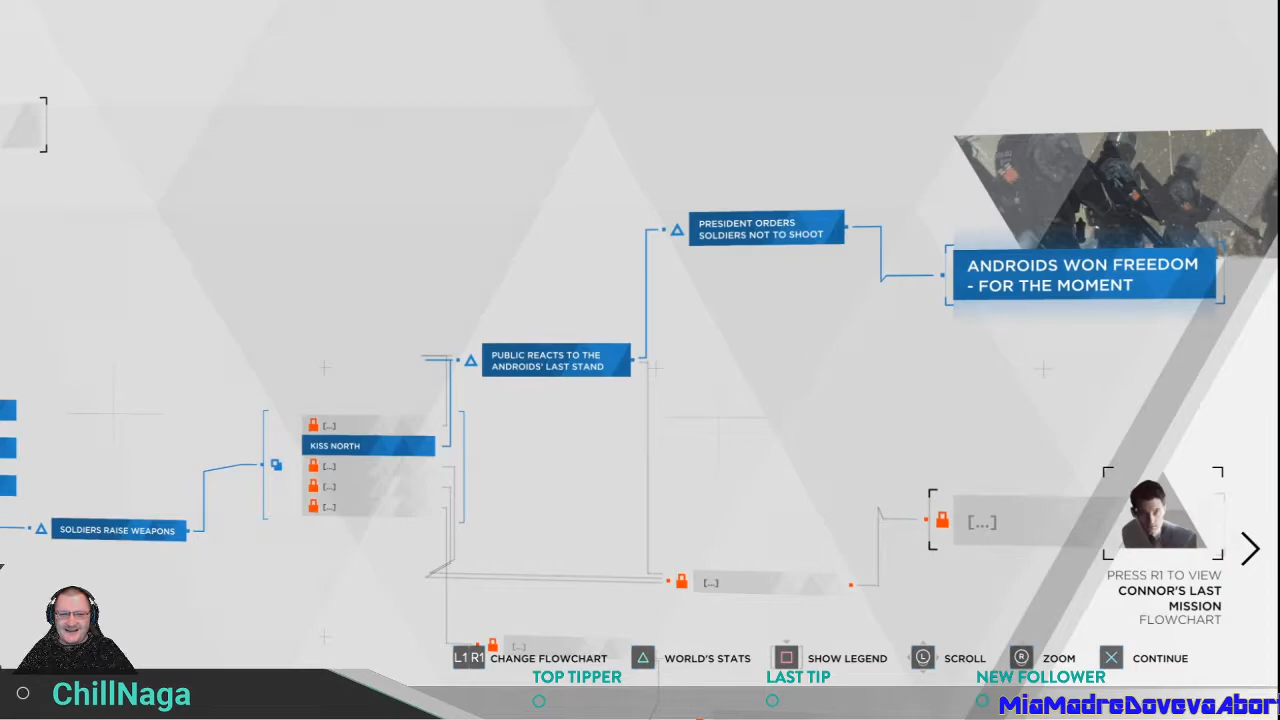 PRESIDENT ORDERS
SOLDIERS NOT TO SHOOT
ANDROIDS WON FREEDOM
- FOR THE MOMENT
PUBLIC REACTS TO THE
ANDROIDS' LAST STAND
[...]
KISS NORTH
[...]
[...]
[...]
SOLDIERS RAISE WEAPONS
[...]
[...]
[...]
PRESS R1 TO VIEW
CONNOR'S LAST
MISSION
FLOWCHART
L1 R1 CHANGE FLOWCHART
WORLD'S STATS
SHOW LEGEND
L SCROLL
R ZOOM
CONTINUE
TOP TIPPER
LAST TIP
NEW FOLLOWER
ChillNaga
MiaMadreDovevaAbor